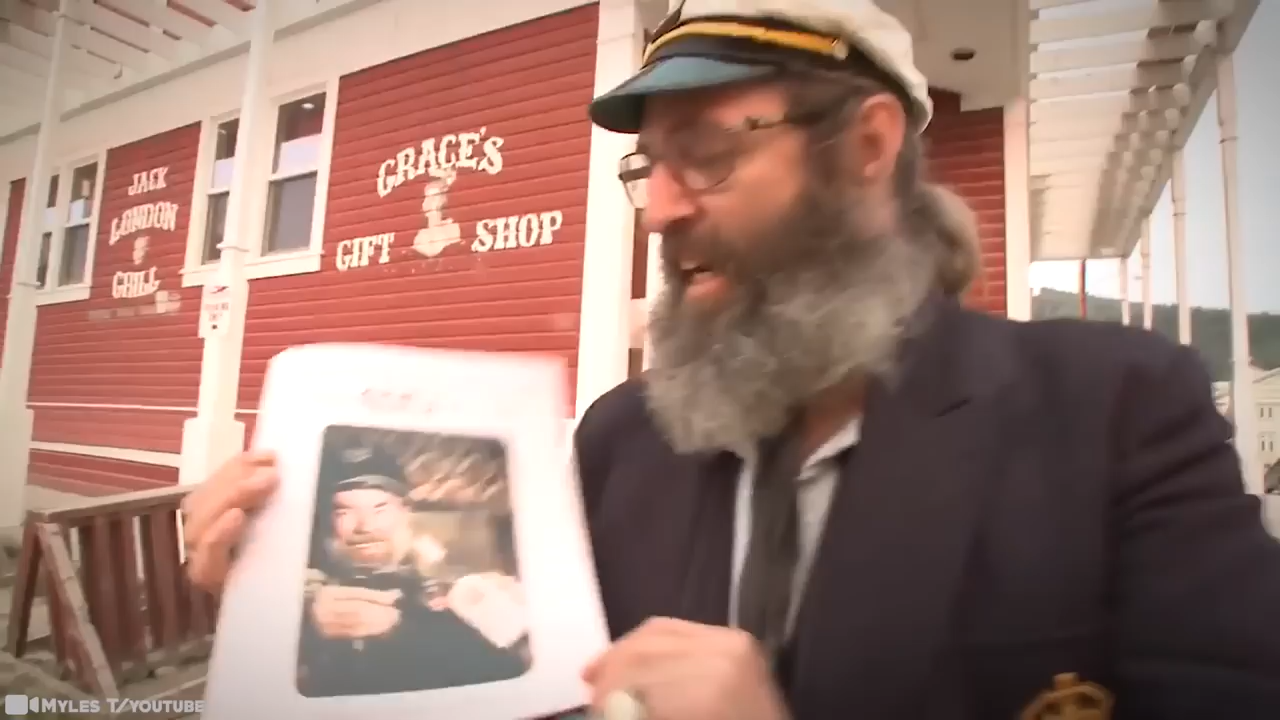 JACK
LONDON
GRILL
GRACE'S
GIFT SHOP
MYLES T/YOUTUBE